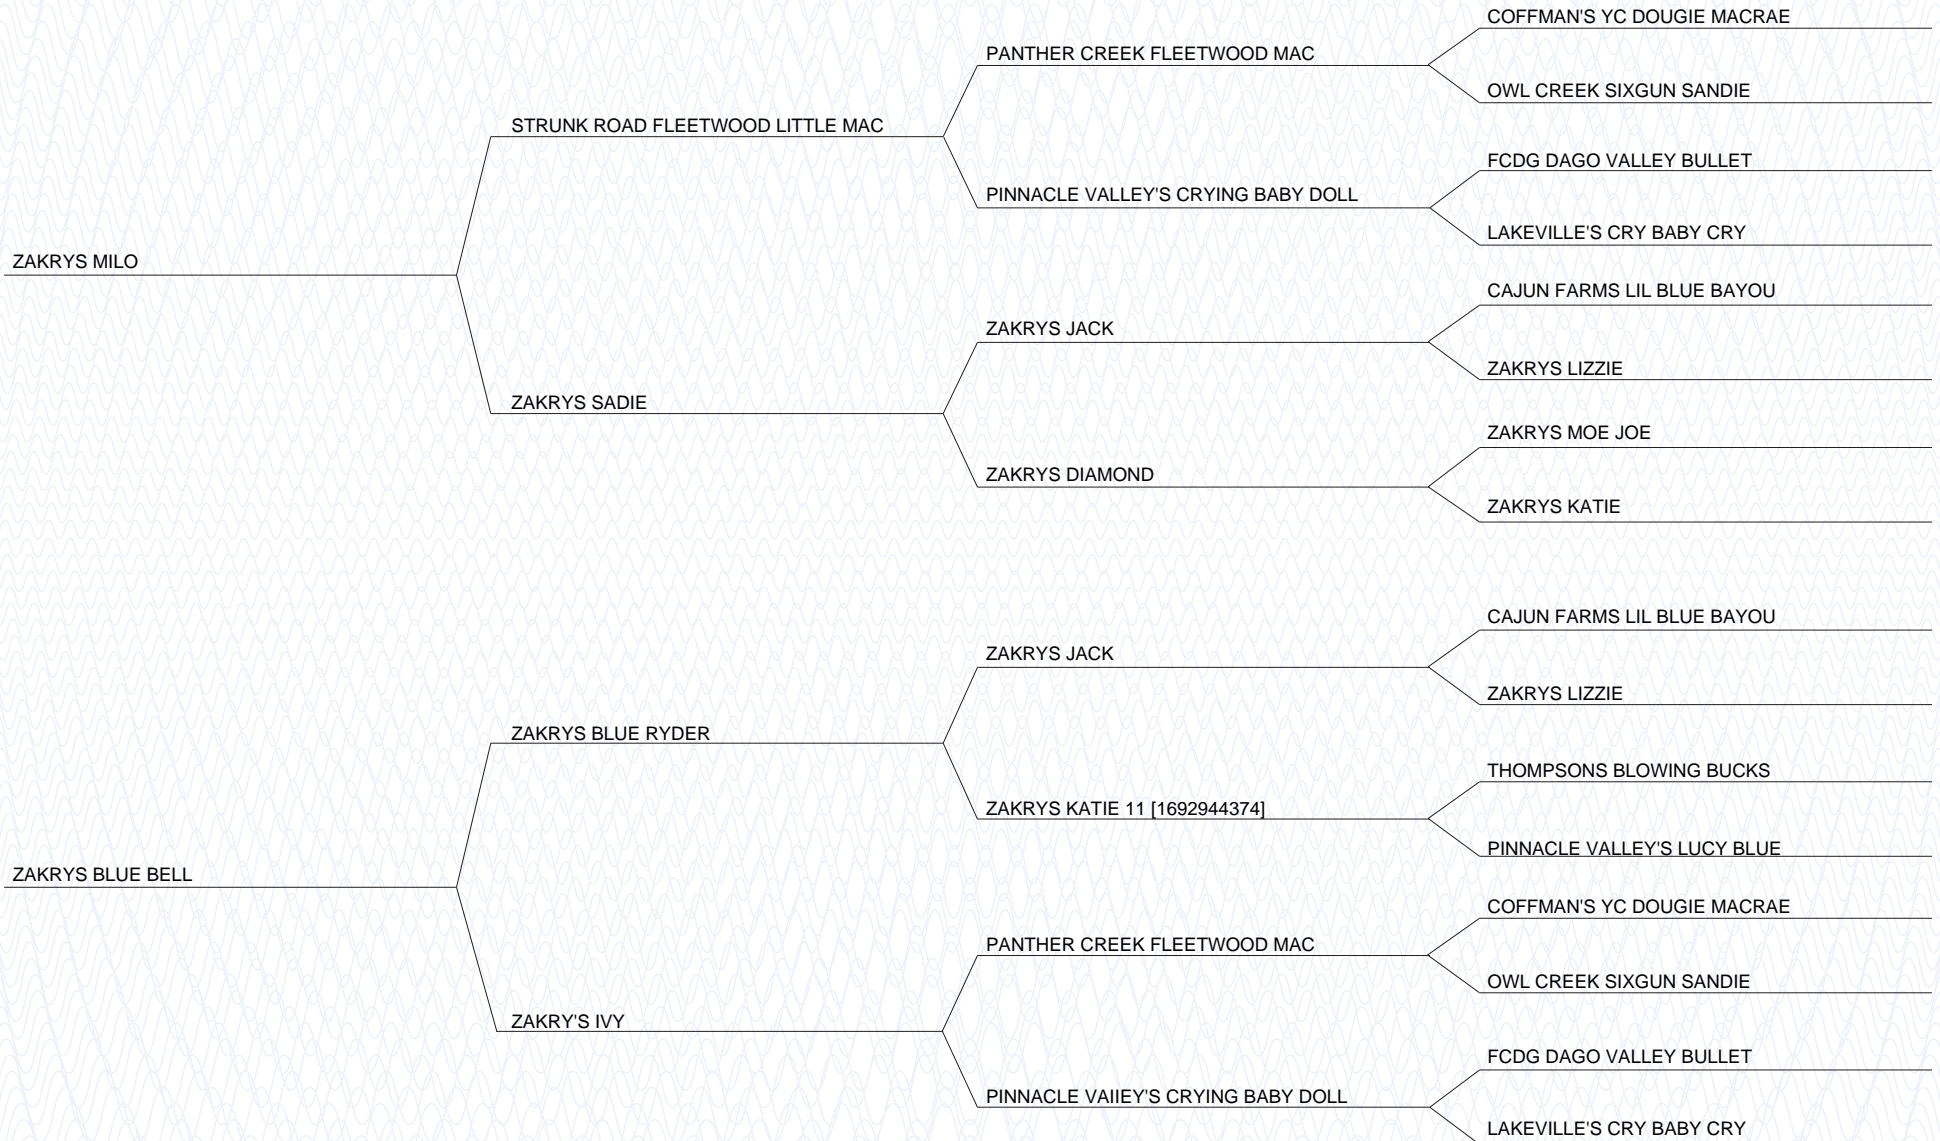 COFFMAN'S YC DOUGIE MACRAE
PANTHER CREEK FLEETWOOD MAC
OWL CREEK SIXGUN SANDIE
STRUNK ROAD FLEETWOOD LITTLE MAC
FCDG DAGO VALLEY BULLET
PINNACLE VALLEY'S CRYING BABY DOLL
LAKEVILLE'S CRY BABY CRY
ZAKRYS MILO
CAJUN FARMS LIL BLUE BAYOU
ZAKRYS JACK
ZAKRYS LIZZIE
ZAKRYS SADIE
ZAKRYS MOE JOE
ZAKRYS DIAMOND
ZAKRYS KATIE
CAJUN FARMS LIL BLUE BAYOU
ZAKRYS JACK
ZAKRYS LIZZIE
ZAKRYS BLUE RYDER
THOMPSONS BLOWING BUCKS
ZAKRYS KATIE 11 [1692944374]
PINNACLE VALLEY'S LUCY BLUE
ZAKRYS BLUE BELL
COFFMAN'S YC DOUGIE MACRAE
PANTHER CREEK FLEETWOOD MAC
OWL CREEK SIXGUN SANDIE
ZAKRY'S IVY
FCDG DAGO VALLEY BULLET
PINNACLE VAIIEY'S CRYING BABY DOLL
LAKEVILLE'S CRY BABY CRY